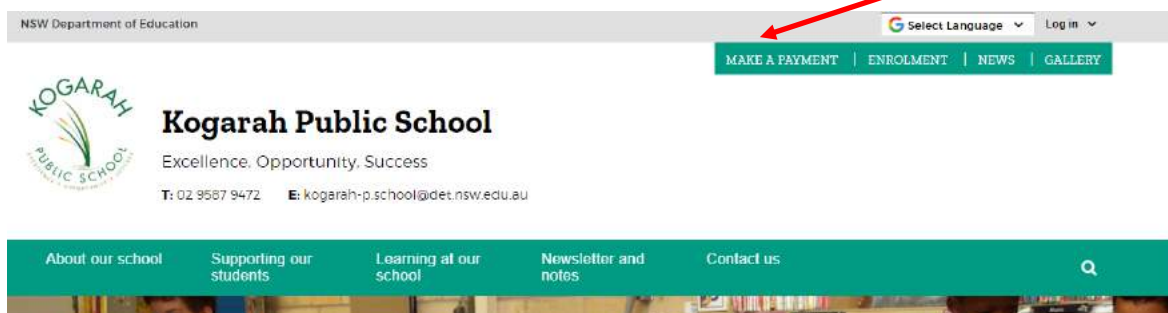 NSW Department of Education
Select Language
Log in
MAKE A PAYMENT | ENROLMENT | NEWS | GALLERY
KOGARAH
PUBLIC SCHOOL
Kogarah Public School
Excellence, Opportunity, Success
T: 02 9587 9472 E: kogarah-p.school@det.nsw.edu.au
About our school
Supporting our
students
Learning at our
school
Newsletter and
notes
Contact us